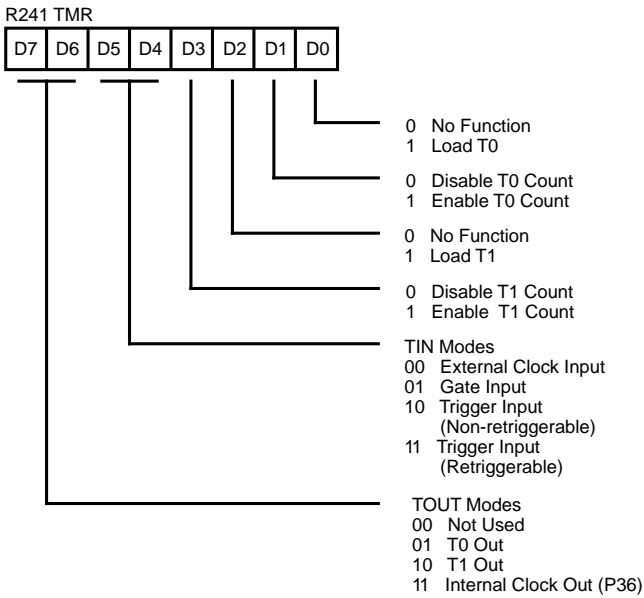 R241 TMR
D7 D6 D5 D4 D3 D2 D1 D0
0 No Function
1 Load T0
0 Disable T0 Count
1 Enable T0 Count
0 No Function
1 Load T1
0 Disable T1 Count
1 Enable T1 Count
TIN Modes
00 External Clock Input
01 Gate Input
10 Trigger Input
(Non-retriggerable)
11 Trigger Input
(Retriggerable)
TOUT Modes
00 Not Used
01 T0 Out
10 T1 Out
11 Internal Clock Out (P36)